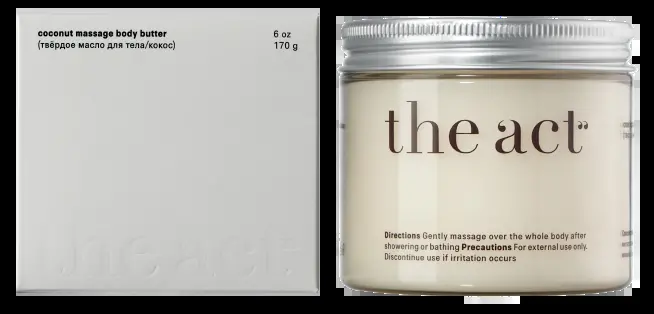 coconut massage body butter
(твёрдое масло для тела/кокос)
6 oz
170 g
the act:
the act”
Directions Gently massage over the whole body after
showering or bathing Precautions For external use only.
Discontinue use if irritation occurs